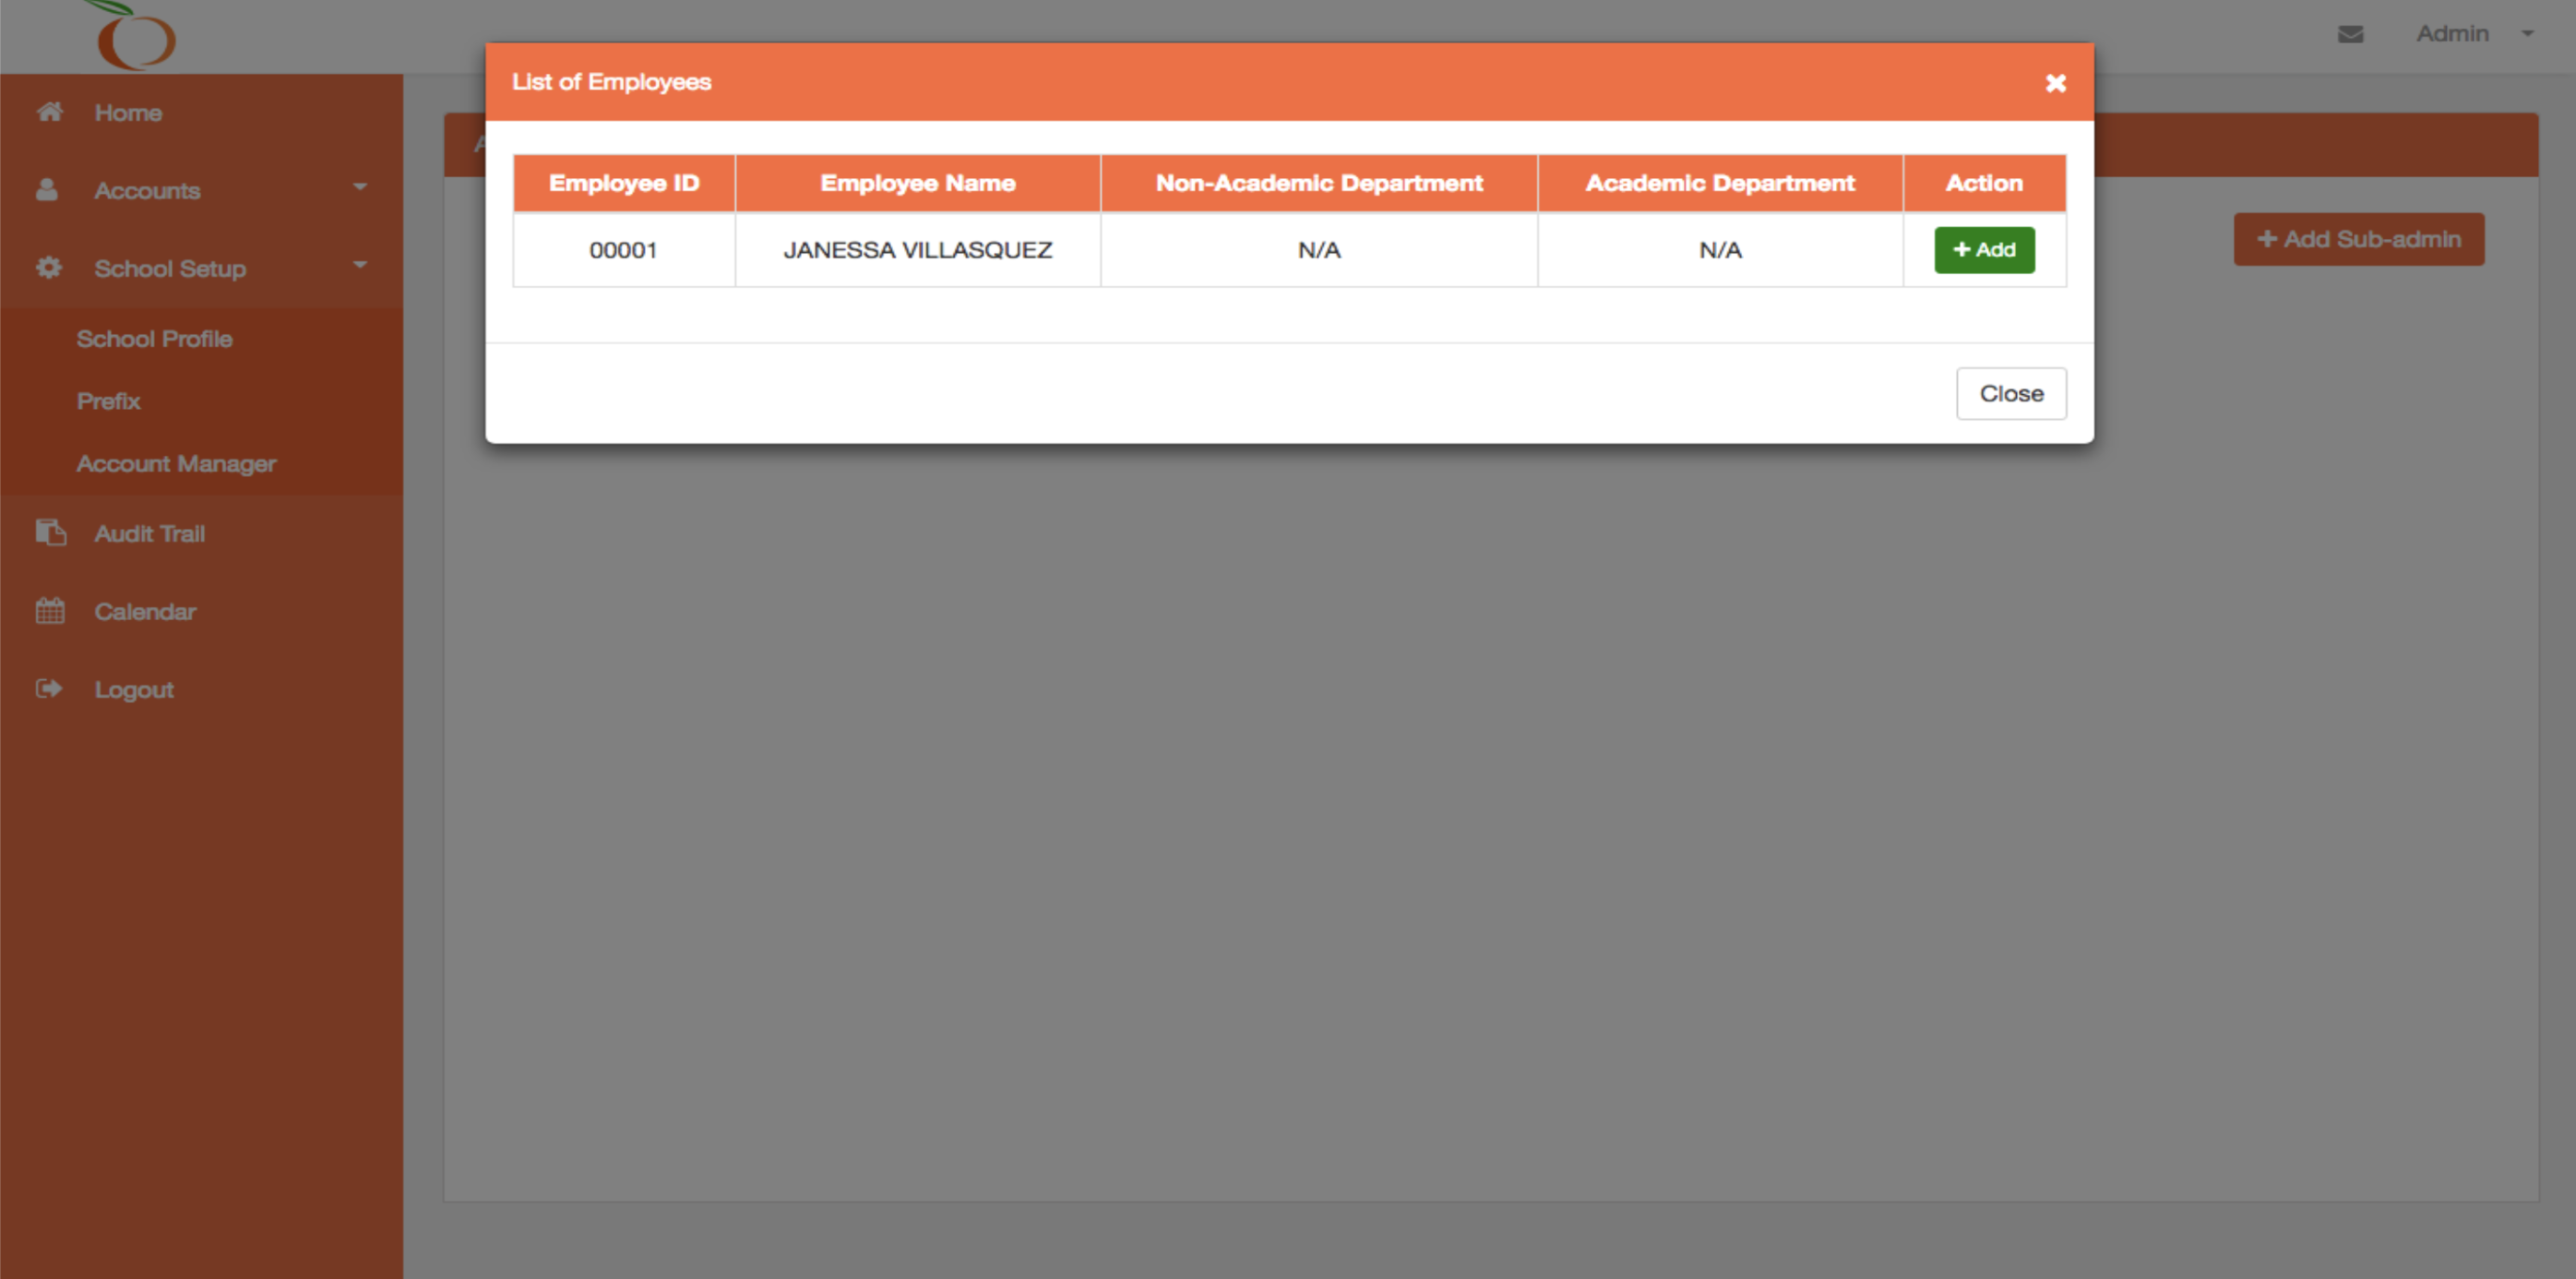 Admin
List of Employees
Home
Accounts
School Setup
School Profile
Prefix
Account Manager
Audit Trail
Calendar
Logout
Employee ID Employee Name Non-Academic Department Academic Department Action
00001 JANESSA VILLASQUEZ N/A N/A + Add
+ Add Sub-admin
Close